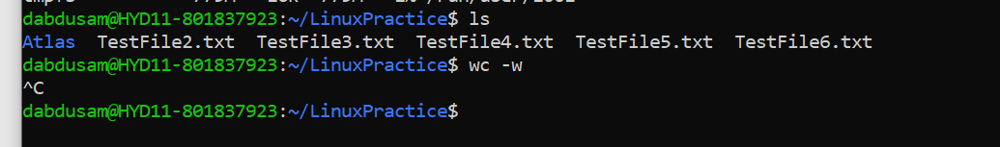 dabdusam@HYD11-801837923:~/LinuxPractice$ ls
Atlas  TestFile2.txt  TestFile3.txt  TestFile4.txt  TestFile5.txt  TestFile6.txt
dabdusam@HYD11-801837923:~/LinuxPractice$ wc -w
^C
dabdusam@HYD11-801837923:~/LinuxPractice$